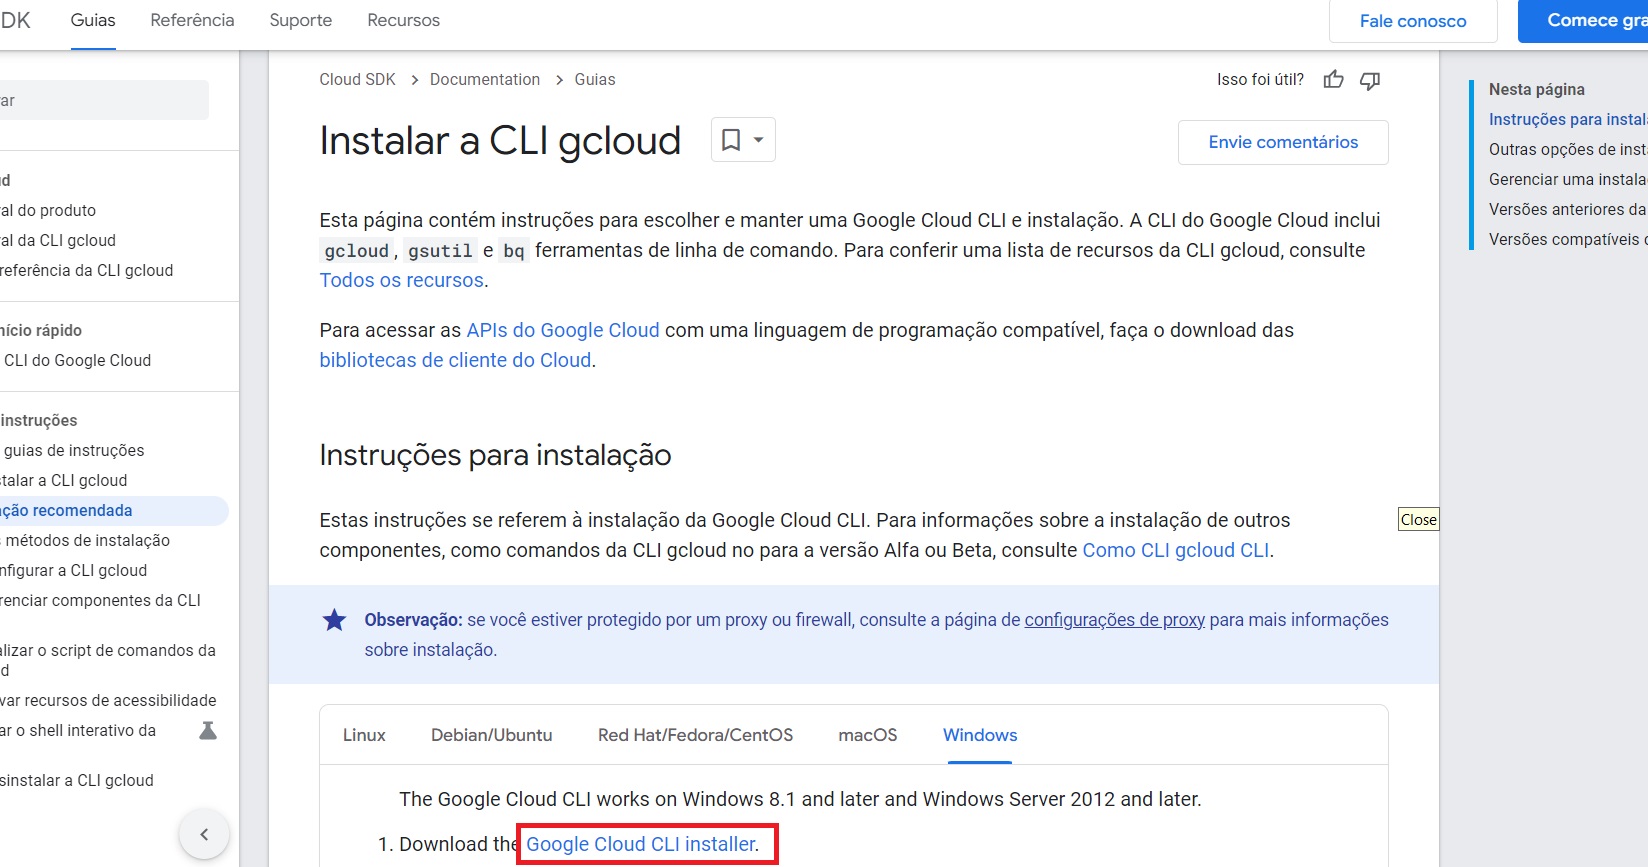 DK Guias Referência Suporte Recursos Fale conosco Comece gra
ar
ud
al do produto
al da CLI gcloud
referência da CLI gcloud
nício rápido
CLI do Google Cloud
instruções
guias de instruções
stalar a CLI gcloud
ação recomendada
s métodos de instalação
nfigurar a CLI gcloud
renciar componentes da CLI
alizar o script de comandos da
d
var recursos de acessibilidade
ar o shell interativo da
sinstalar a CLI gcloud
Cloud SDK > Documentation > Guias
Isso foi útil?
Instalar a CLI gcloud
Envie comentários
Esta página contém instruções para escolher e manter uma Google Cloud CLI e instalação. A CLI do Google Cloud inclui
gcloud, gsutil e bq ferramentas de linha de comando. Para conferir uma lista de recursos da CLI gcloud, consulte
Todos os recursos.
Para acessar as APIs do Google Cloud com uma linguagem de programação compatível, faça o download das
bibliotecas de cliente do Cloud.
Instruções para instalação
Estas instruções se referem à instalação da Google Cloud CLI. Para informações sobre a instalação de outros
componentes, como comandos da CLI gcloud no para a versão Alfa ou Beta, consulte Como CLI gcloud CLI.
Close
Observação: se você estiver protegido por um proxy ou firewall, consulte a página de configurações de proxy para mais informações
sobre instalação.
Linux Debian/Ubuntu Red Hat/Fedora/CentOS macOS Windows
The Google Cloud CLI works on Windows 8.1 and later and Windows Server 2012 and later.
1. Download the Google Cloud CLI installer.
Nesta página
Instruções para instal
Outras opções de inst
Gerenciar uma instala
Versões anteriores da
Versões compatíveis